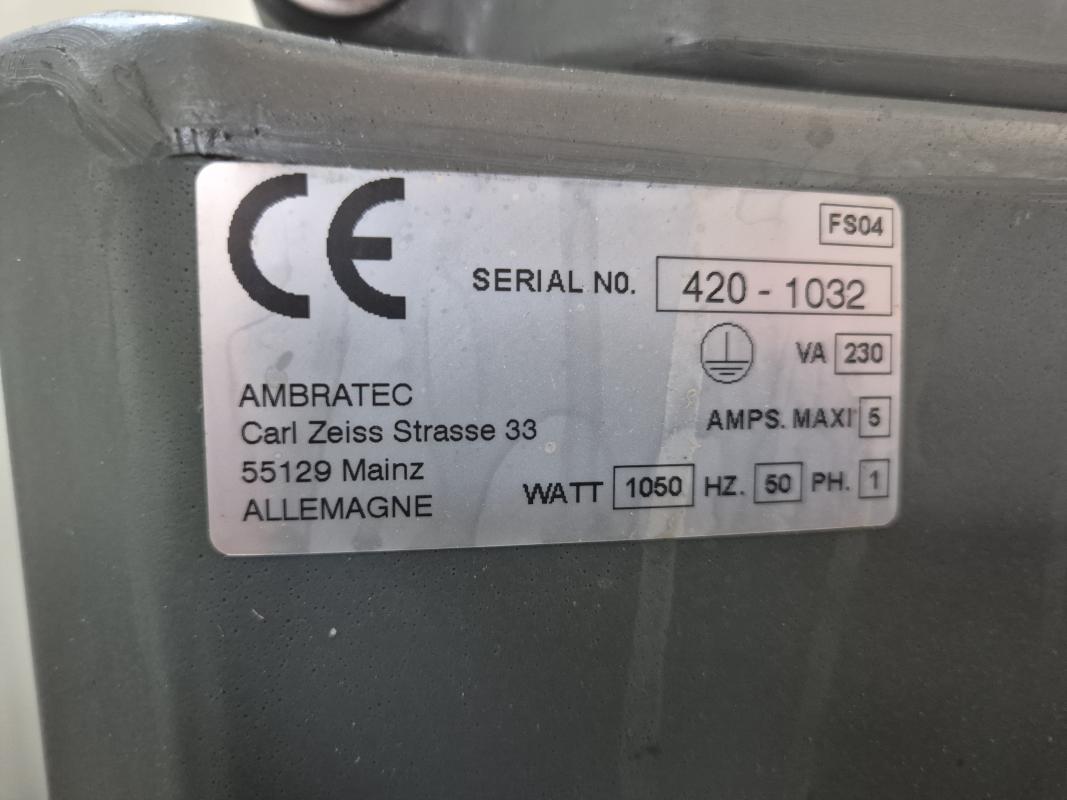 CE
FS04
SERIAL NO. 420 - 1032
VA 230
AMPS. MAXI 5
WATT 1050 HZ. 50 PH. 1
AMBRATEC
Carl Zeiss Strasse 33
55129 Mainz
ALLEMAGNE